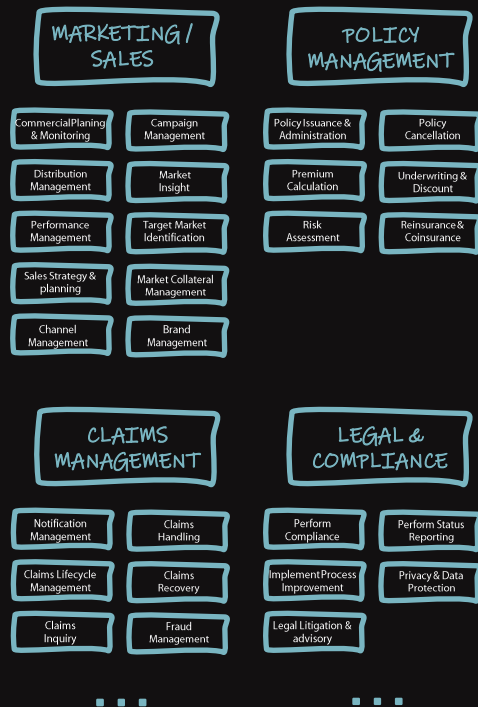 MARKETING /
SALES
CommercialPlaning
& Monitoring
Campaign
Management
Distribution
Management
Market
Insight
Performance
Management
Target Market
Identification
Sales Strategy &
planning
Market Collateral
Management
Channel
Management
Brand
Management
POLICY
MANAGEMENT
Policy Issuance &
Administration
Policy
Cancellation
Premium
Calculation
Underwriting &
Discount
Risk
Assessment
Reinsurance &
Coinsurance
CLAIMS
MANAGEMENT
Notification
Management
Claims
Handling
Claims Lifecycle
Management
Claims
Recovery
Claims
Inquiry
Fraud
Management
LEGAL &
COMPLIANCE
Perform
Compliance
Perform Status
Reporting
Implement Process
Improvement
Privacy & Data
Protection
Legal Litigation &
advisory